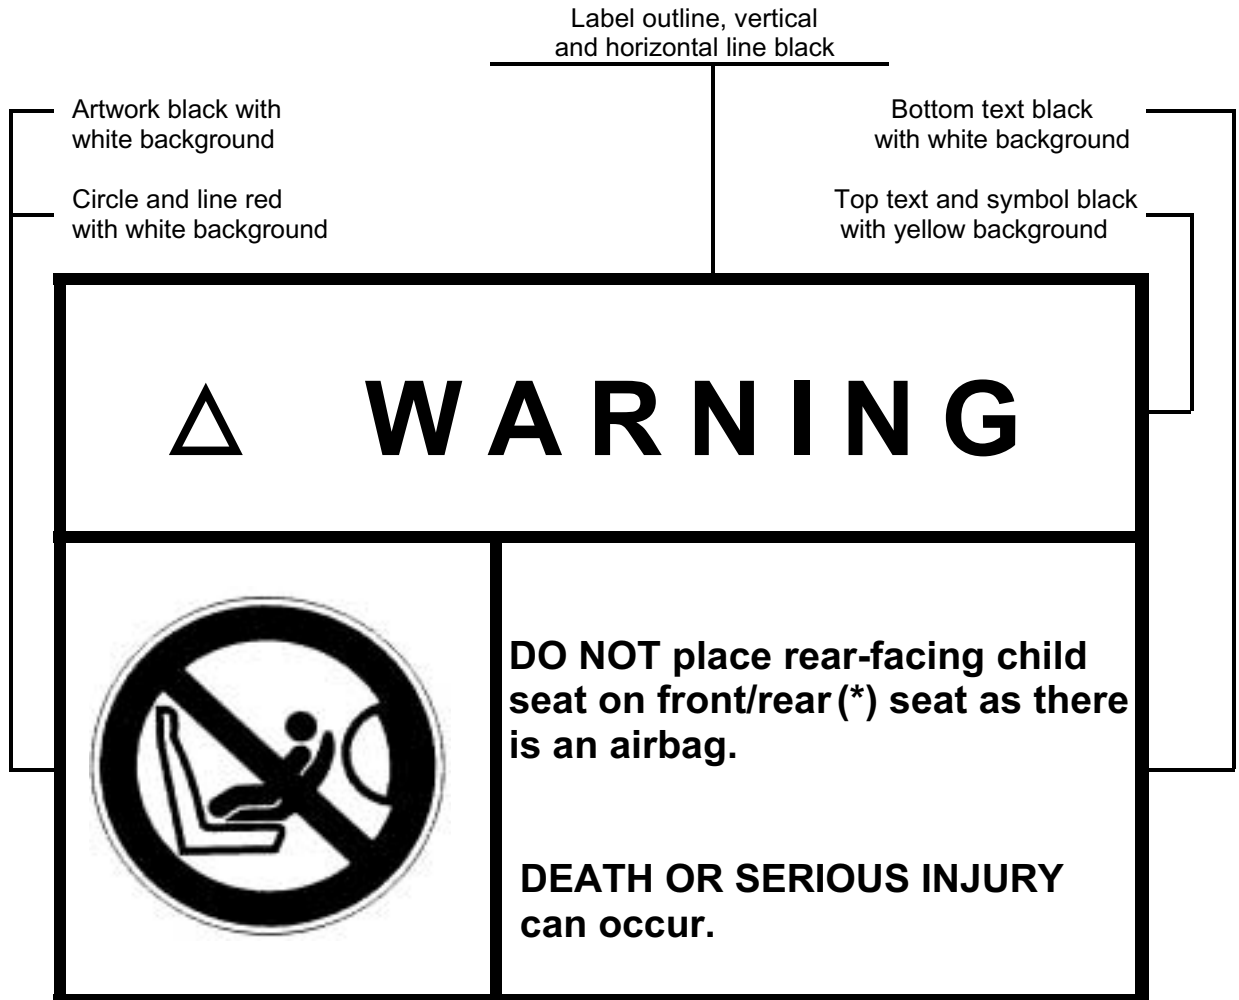 Label outline, vertical
and horizontal line black
Artwork black with
white background
Bottom text black
with white background
Circle and line red
with white background
Top text and symbol black
with yellow background
WARNING
DO NOT place rear-facing child
seat on front/rear (*) seat as there
is an airbag.
DEATH OR SERIOUS INJURY
can occur.